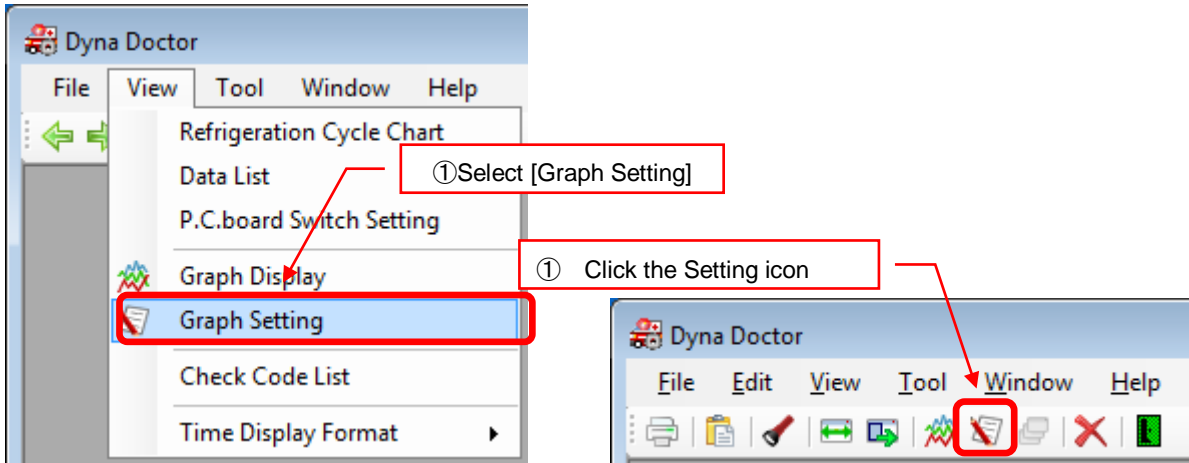 Dyna Doctor
File View Tool Window Help
Refrigeration Cycle Chart
Data List
P.C.board Switch Setting
Graph Display
Graph Setting
Check Code List
Time Display Format
①Select [Graph Setting]
① Click the Setting icon
Dyna Doctor
File Edit View Tool Window Help